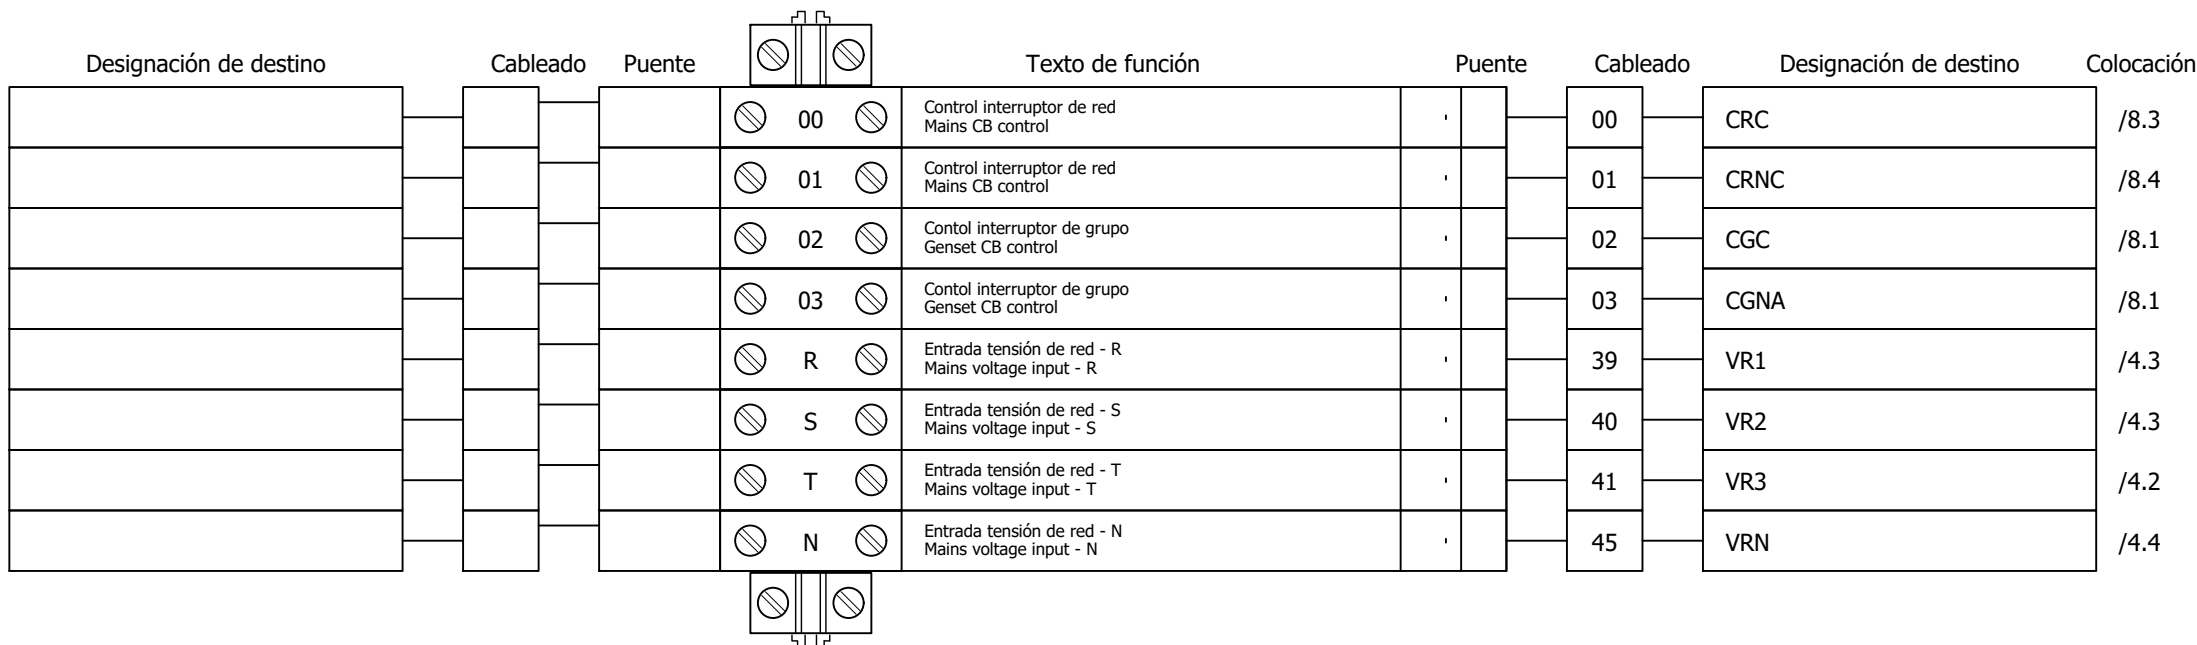 Designación de destino Cableado Puente Texto de función Puente Cableado Designación de destino Colocación
00 Control interruptor de red 00 CRC /8.3
Mains CB control
01 Control interruptor de red 01 CRNC /8.4
Mains CB control
02 Contol interruptor de grupo 02 CGC /8.1
Genset CB control
03 Contol interruptor de grupo 03 CGNA /8.1
Genset CB control
R Entrada tensión de red - R 39 VR1 /4.3
Mains voltage input - R
S Entrada tensión de red - S 40 VR2 /4.3
Mains voltage input - S
T Entrada tensión de red - T 41 VR3 /4.2
Mains voltage input - T
N Entrada tensión de red - N 45 VRN /4.4
Mains voltage input - N